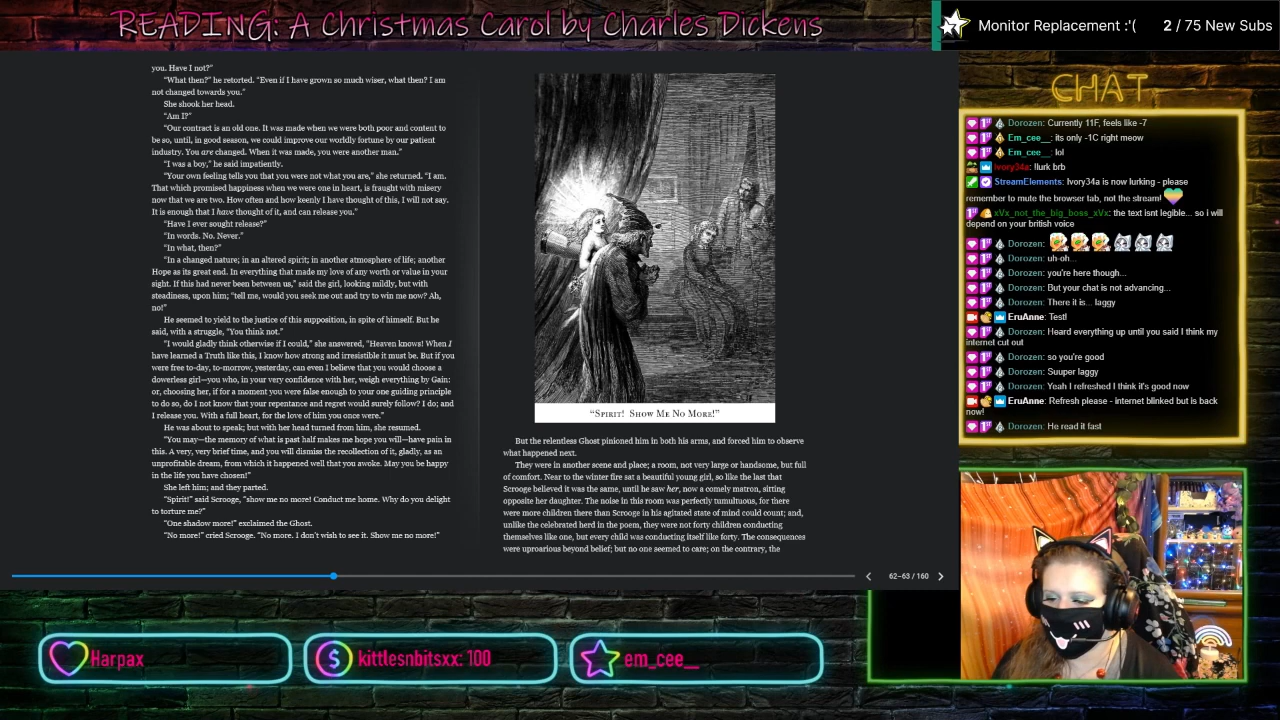 READING: A Christmas Carol by Charles Dickens
Monitor Replacement :'( 2 / 75 New Subs
you. Have I not?”
“What then?” he retorted. “Even if I have grown so much wiser, what then? I am
not changed towards you.”
She shook her head.
“Am I?”
“Our contract is an old one. It was made when we were both poor and content to
be so, until, in good season, we could improve our worldly fortune by our patient
industry. You are changed. When it was made, you were another man.”
“I was a boy,” he said impatiently.
“Your own feeling tells you that you were not what you are,” she returned. “I am.
That which promised happiness when we were one in heart, is fraught with misery
now that we are two. How often and how keenly I have thought of this, I will not say.
It is enough that I have thought of it, and can release you.”
“Have I ever sought release?”
“In words. No. Never.”
“In what, then?”
“In a changed nature; in an altered spirit; in another atmosphere of life; another
Hope as its great end. In everything that made my love of any worth or value in your
sight. If this had never been between us,” said the girl, looking mildly, but with
steadiness, upon him; “tell me, would you seek me out and try to win me now? Ah,
no!”
He seemed to yield to the justice of this supposition, in spite of himself. But he
said, with a struggle, “You think not.”
“I would gladly think otherwise if I could,” she answered, “Heaven knows! When I
have learned a Truth like this, I know how strong and irresistible it must be. But if you
were free to-day, to-morrow, yesterday, can even I believe that you would choose a
dowerless girl—you who, in your very confidence with her, weigh everything by Gain:
or, choosing her, if for a moment you were false enough to your one guiding principle
to do so, do I not know that your repentance and regret would surely follow? I do; and
I release you. With a full heart, for the love of him you once were.”
He was about to speak; but with her head turned from him, she resumed.
“You may—the memory of what is past half makes me hope you will—have pain in
this. A very, very brief time, and you will dismiss the recollection of it, gladly, as an
unprofitable dream, from which it happened well that you awoke. May you be happy
in the life you have chosen!”
She left him; and they parted.
“Spirit!” said Scrooge, “show me no more! Conduct me home. Why do you delight
to torture me?”
“One shadow more!” exclaimed the Ghost.
“No more!” cried Scrooge. “No more. I don’t wish to see it. Show me no more!”
“Spirit! Show Me No More!”
But the relentless Ghost pinioned him in both his arms, and forced him to observe
what happened next.
They were in another scene and place; a room, not very large or handsome, but full
of comfort. Near to the winter fire sat a beautiful young girl, so like the last that
Scrooge believed it was the same, until he saw her, now a comely matron, sitting
opposite her daughter. The noise in this room was perfectly tumultuous, for there
were more children there than Scrooge in his agitated state of mind could count; and,
unlike the celebrated herd in the poem, they were not forty children conducting
themselves like one, but every child was conducting itself like forty. The consequences
were uproarious beyond belief; but no one seemed to care; on the contrary, the
62–63 / 160
CHAT
Dorozen: Currently 11F, feels like -7
Em_cee__: its only -1C right meow
Em_cee__: lol
Ivory34a: !lurk brb
StreamElements: Ivory34a is now lurking - please
remember to mute the browser tab, not the stream!
xVx_not_the_big_boss_xVx: the text isnt legible... so i will
depend on your british voice
Dorozen:
Dorozen: uh-oh...
Dorozen: you're here though...
Dorozen: But your chat is not advancing...
Dorozen: There it is... laggy
EruAnne: Test!
Dorozen: Heard everything up until you said I think my
internet cut out
Dorozen: so you're good
Dorozen: Suuper laggy
Dorozen: Yeah I refreshed I think it's good now
EruAnne: Refresh please - internet blinked but is back
now!
Dorozen: He read it fast
Harpax
kittlesnbitsxx: 100
em_cee__